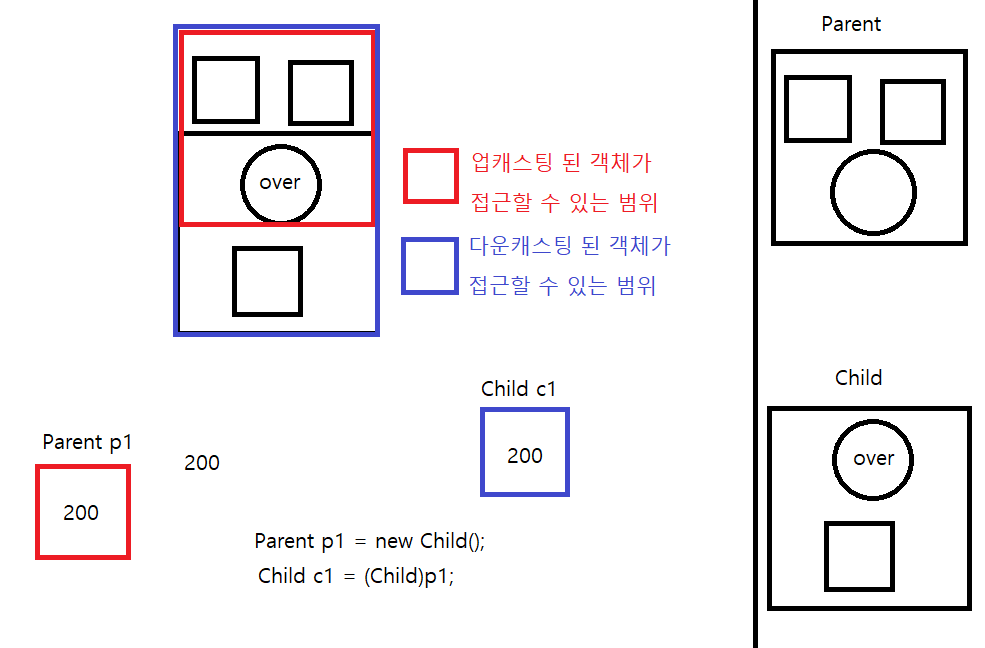 Parent
over
업캐스팅 된 객체가
접근할 수 있는 범위
다운캐스팅 된 객체가
접근할 수 있는 범위
Child
Child c1
Parent p1
200
200
200
over
Parent p1 = new Child();
Child c1 = (Child)p1;